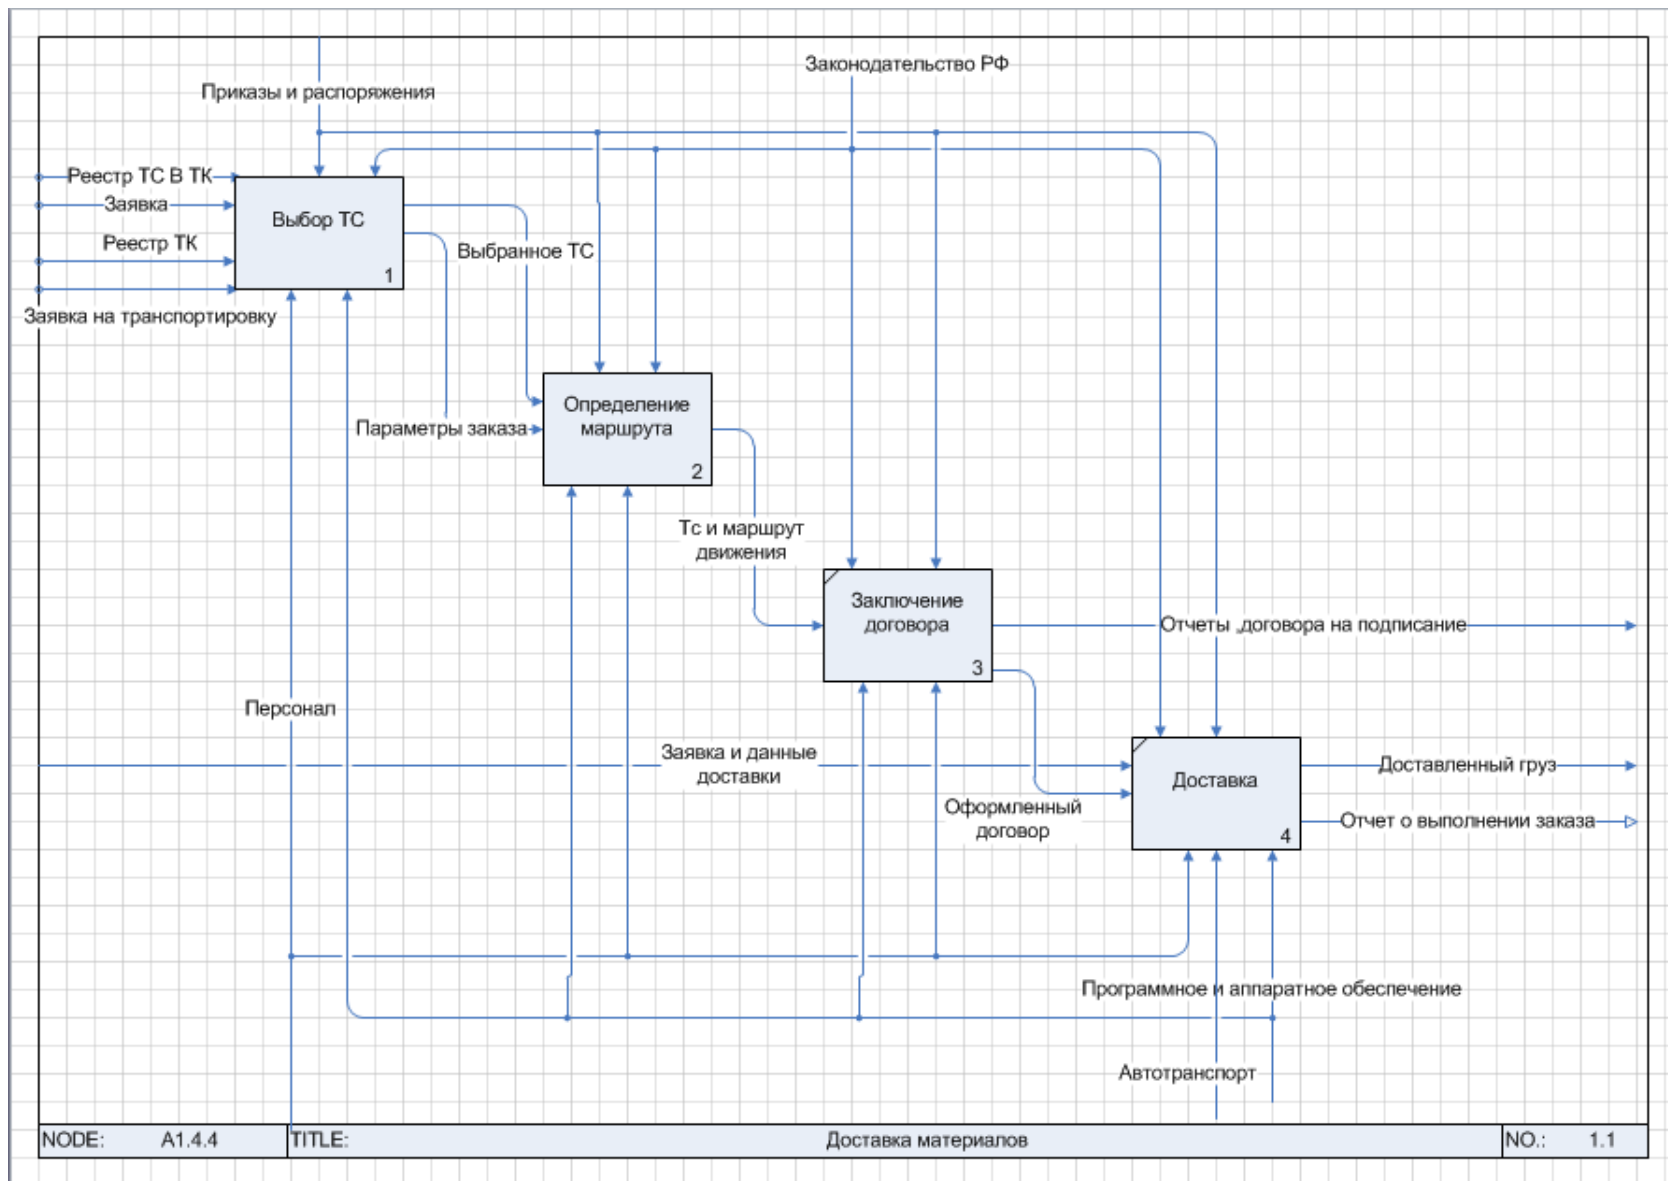 Законодательство РФ
Приказы и распоряжения
Реестр ТС В ТК
Заявка
Выбор ТС
Реестр ТК
Выбранное ТС
1
Заявка на транспортировку
Определение
маршрута
Параметры заказа
2
Тс и маршрут
движения
Заключение
договора
Отчеты ,договора на подписание
3
Персонал
Заявка и данные
доставки
Доставленный груз
Доставка
Оформленный
договор
Отчет о выполнении заказа
4
Программное и аппаратное обеспечение
Автотранспорт
NODE: A1.4.4 TITLE: Доставка материалов NO.: 1.1